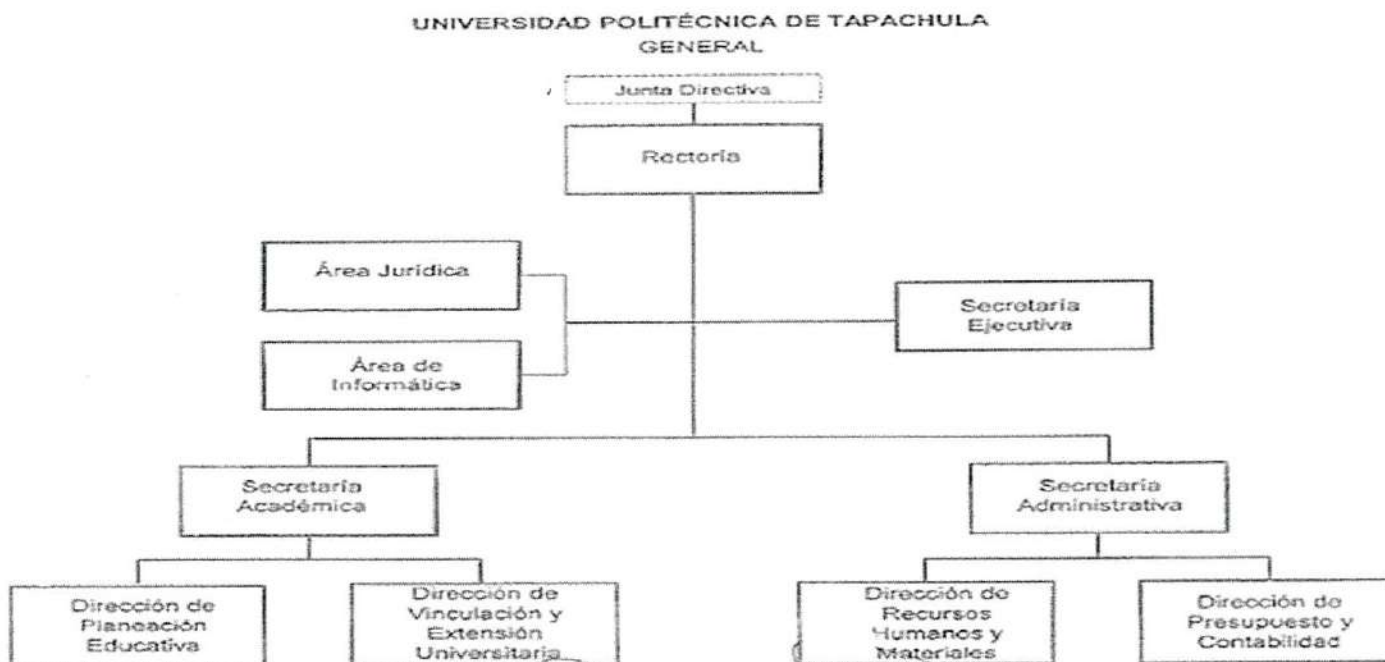 UNIVERSIDAD POLITÉCNICA DE TAPACHULA
GENERAL
Junta Directiva
Rectoría
Área Jurídica
Secretaría
Ejecutiva
Área de
Informática
Secretaría
Académica
Secretaría
Administrativa
Dirección de
Planeación
Educativa
Dirección de
Vinculación y
Extensión
Universitaria
Dirección de
Recursos
Humanos y
Materiales
Dirección de
Presupuesto y
Contabilidad